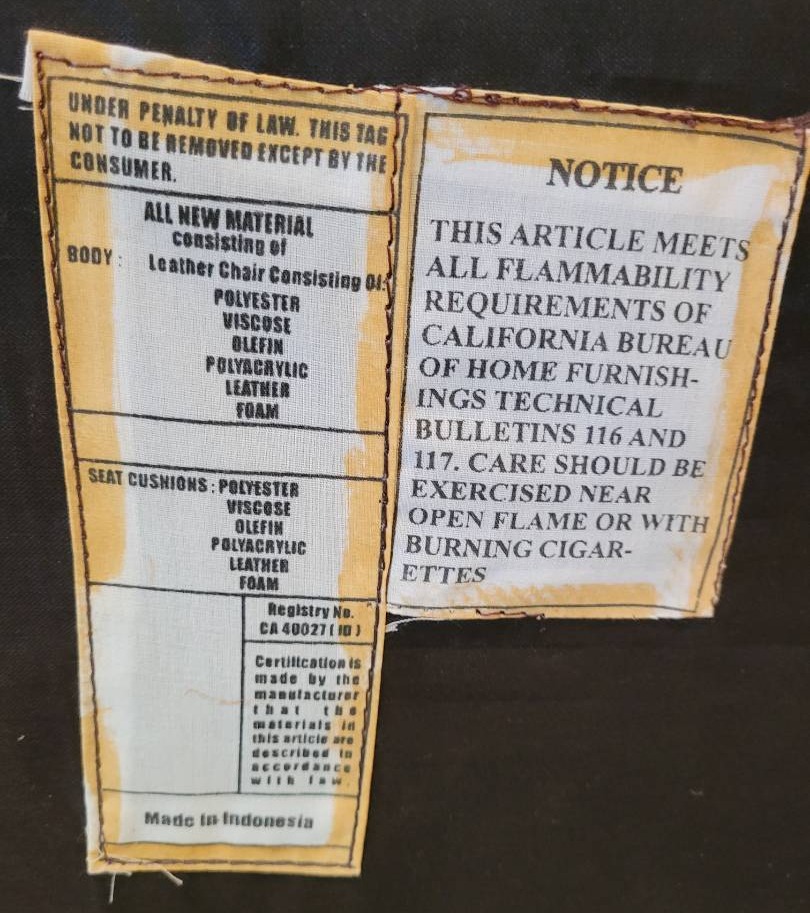 UNDER PENALTY OF LAW. THIS TAG
NOT TO BE REMOVED EXCEPT BY THE
CONSUMER.
ALL NEW MATERIAL
Consisting of
BODY : Leather Chair Consisting Of:
POLYESTER
VISCOSE
OLEFIN
POLYACRYLIC
LEATHER
FOAM
SEAT CUSHIONS : POLYESTER
VISCOSE
OLEFIN
POLYACRYLIC
LEATHER
FOAM
Registry No.
CA 40027 ( ID )
Certification is
made by the
manufacturer
that the
materials in
this article are
described in
accordance
with law.
Made in Indonesia
NOTICE
THIS ARTICLE MEETS
ALL FLAMMABILITY
REQUIREMENTS OF
CALIFORNIA BUREAU
OF HOME FURNISH-
INGS TECHNICAL
BULLETINS 116 AND
117. CARE SHOULD BE
EXERCISED NEAR
OPEN FLAME OR WITH
BURNING CIGAR-
ETTES